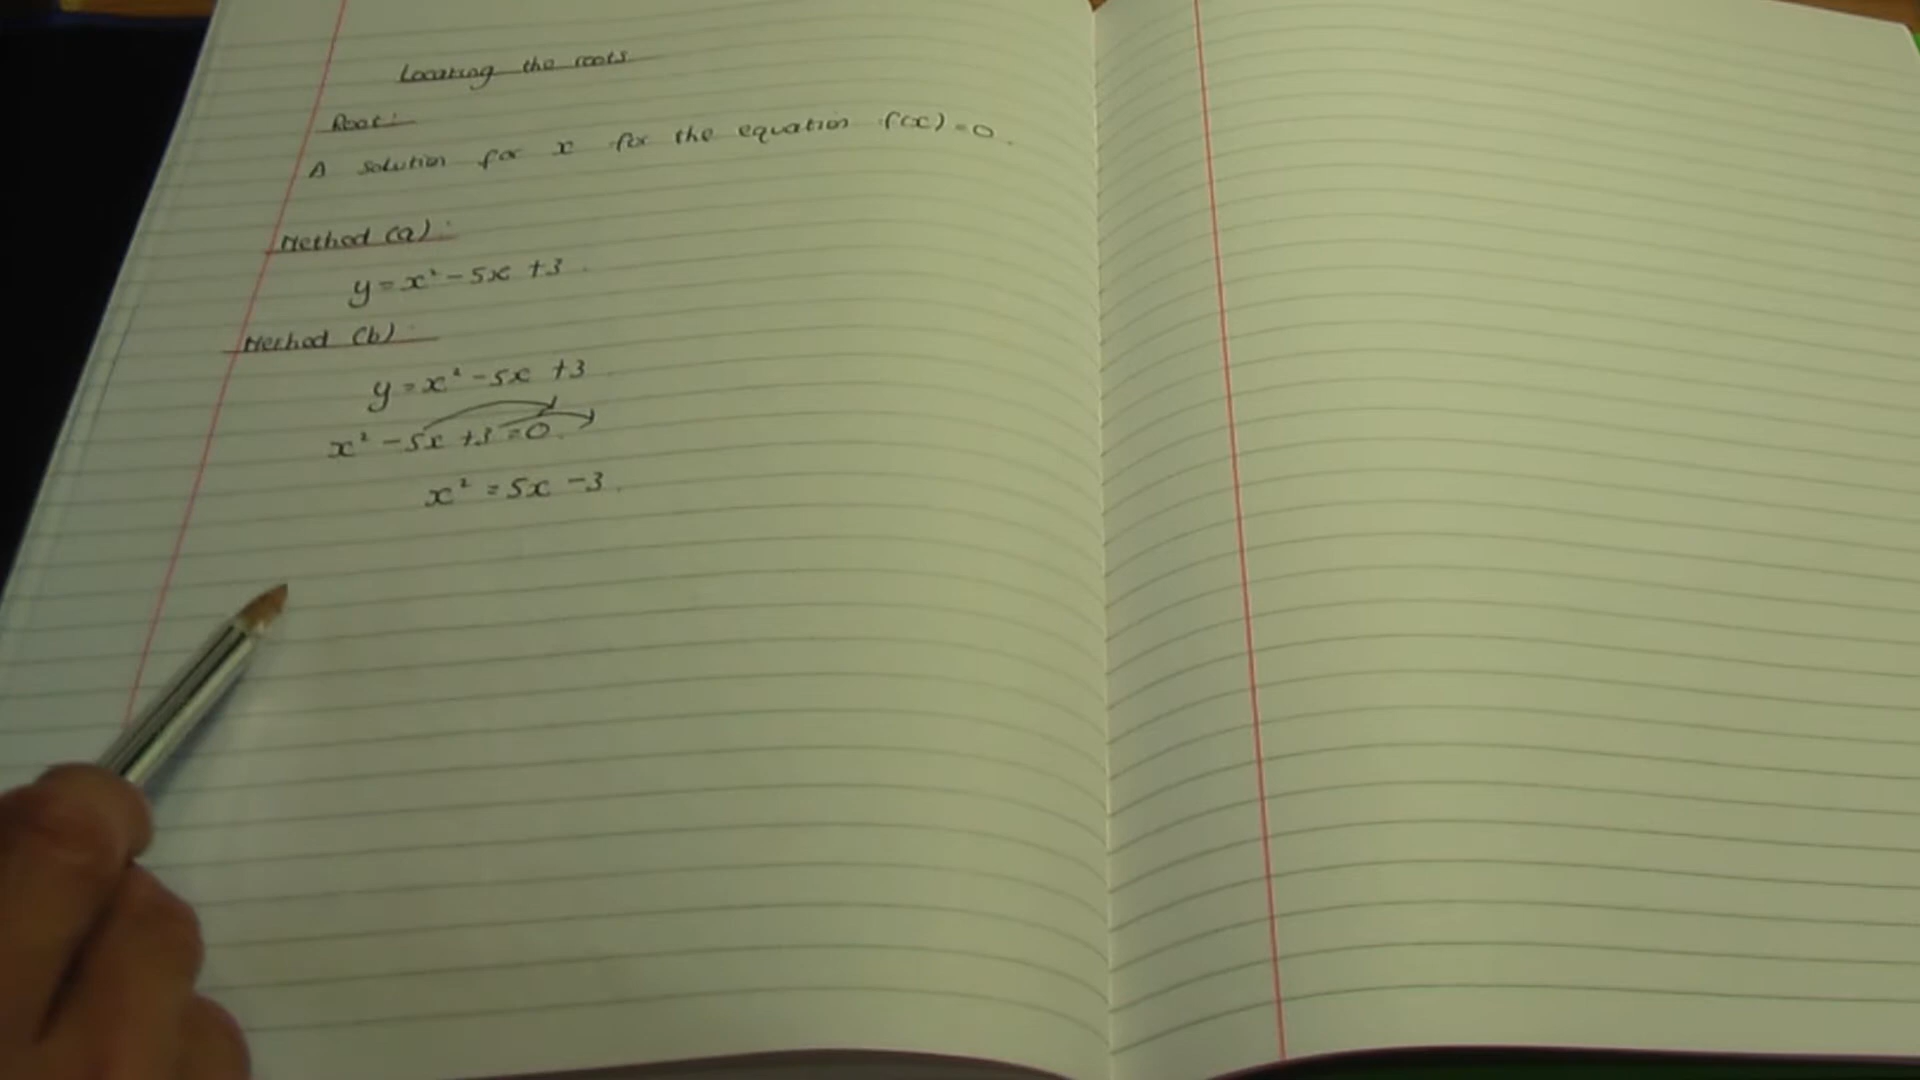 Locating the roots
Root:
A solution for x for the equation f(x)=0.
Method (a):
y = x² - 5x + 3
Method (b):
y = x² - 5x + 3
x² - 5x + 3 = 0
x² = 5x - 3.